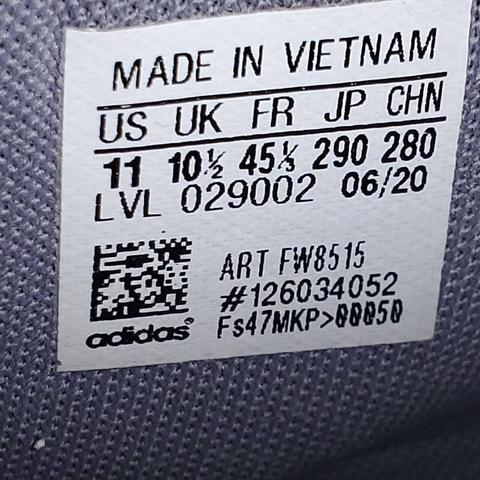 MADE IN VIETNAM
US UK FR JP CHN
11 10½ 45⅓ 290 280
LVL 029002 06/20
ART FW8515
#126034052
adidas® Fs47MKP>00050